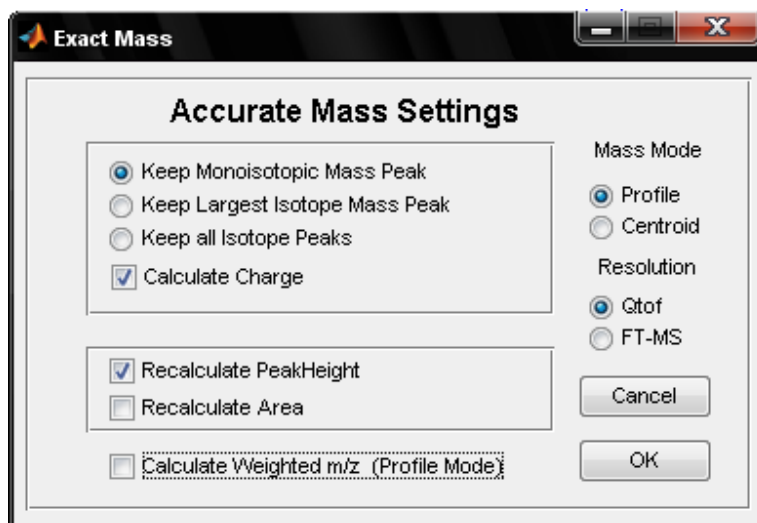 Exact Mass
Accurate Mass Settings
Keep Monoisotopic Mass Peak
Keep Largest Isotope Mass Peak
Keep all Isotope Peaks
Calculate Charge
Recalculate PeakHeight
Recalculate Area
Calculate Weighted m/z (Profile Mode)
Mass Mode
Profile
Centroid
Resolution
Qtof
FT-MS
Cancel
OK